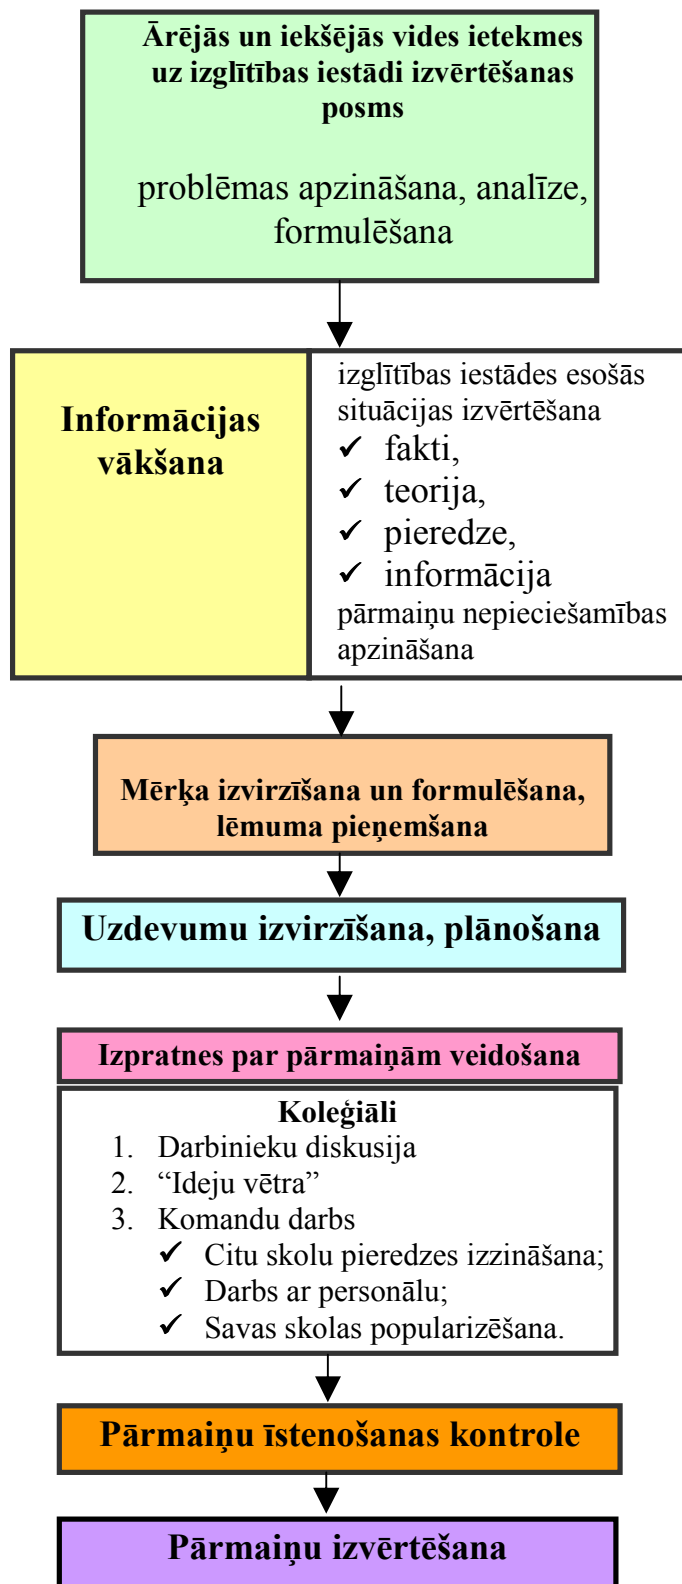 Ārējās un iekšējās vides ietekmes
uz izglītības iestādi izvērtēšanas
posms
problēmas apzināšana, analīze,
formulēšana
Informācijas
vākšana
izglītības iestādes esošās
situācijas izvērtēšana
✓ fakti,
✓ teorija,
✓ pieredze,
✓ informācija
pārmaiņu nepieciešamības
apzināšana
Mērķa izvirzīšana un formulēšana,
lēmuma pieņemšana
Uzdevumu izvirzīšana, plānošana
Izpratnes par pārmaiņām veidošana
Koleģiāli
1. Darbinieku diskusija
2. “Ideju vētra”
3. Komandu darbs
✓ Citu skolu pieredzes izzināšana;
✓ Darbs ar personālu;
✓ Savas skolas popularizēšana.
Pārmaiņu īstenošanas kontrole
Pārmaiņu izvērtēšana